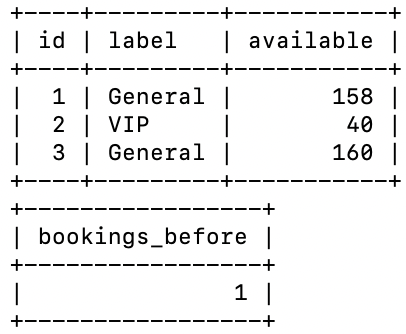 +----+---------+-----------+
| id | label   | available |
+----+---------+-----------+
|  1 | General |       158 |
|  2 | VIP     |        40 |
|  3 | General |       160 |
+----+---------+-----------+
+-----------------+
| bookings_before |
+-----------------+
|               1 |
+-----------------+